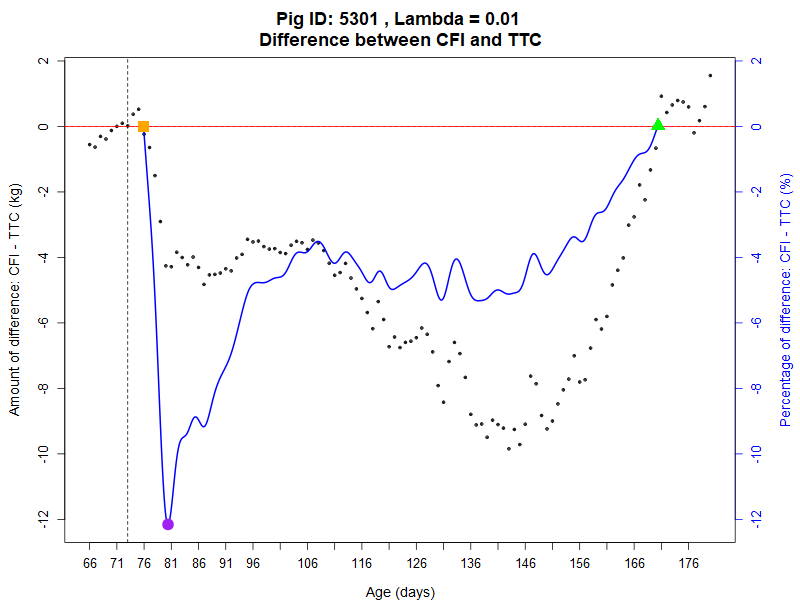 Pig ID: 5301 , Lambda = 0.01
Difference between CFI and TTC
Amount of difference: CFI - TTC (kg)
2
0
-2
-4
-6
-8
-10
-12
2
0
-2
-4
-6
-8
-10
-12
Percentage of difference: CFI - TTC (%)
66 71 76 81 86 91 96 106 116 126 136 146 156 166 176
Age (days)